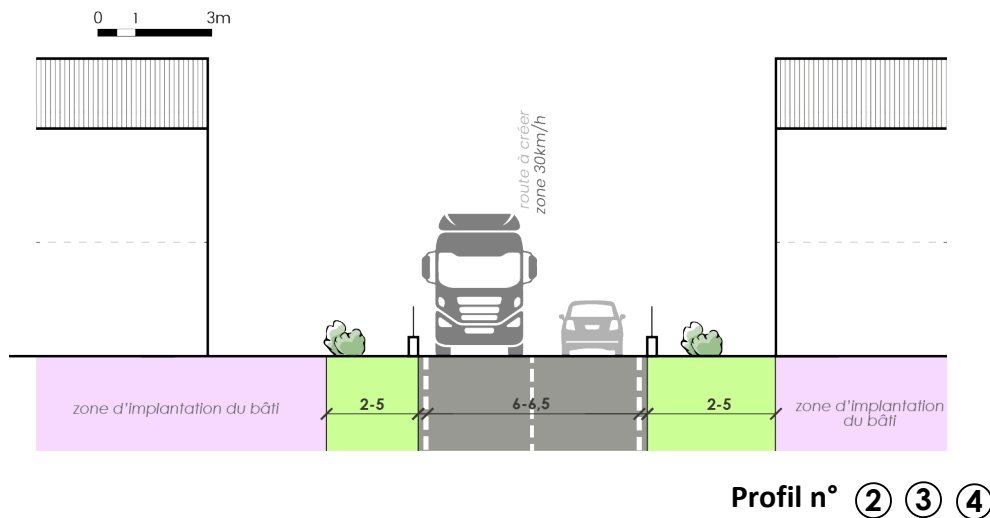 0 1 3m
route à créer
zone 30km/h
zone d'implantation du bâti
2-5
6-6,5
2-5
zone d'implantation
du bâti
Profil n° 2 3 4